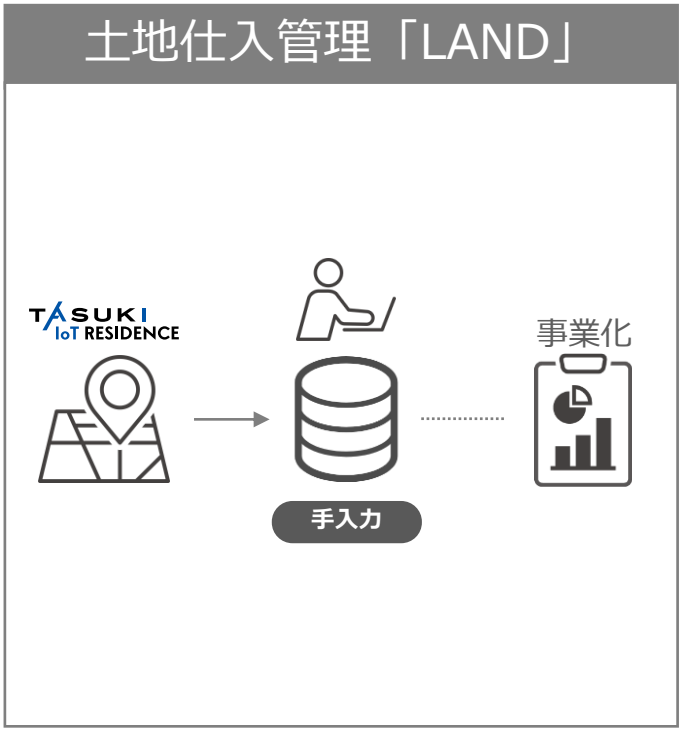 土地仕入管理「LAND」
TASUKI
IoT RESIDENCE
事業化
手入力